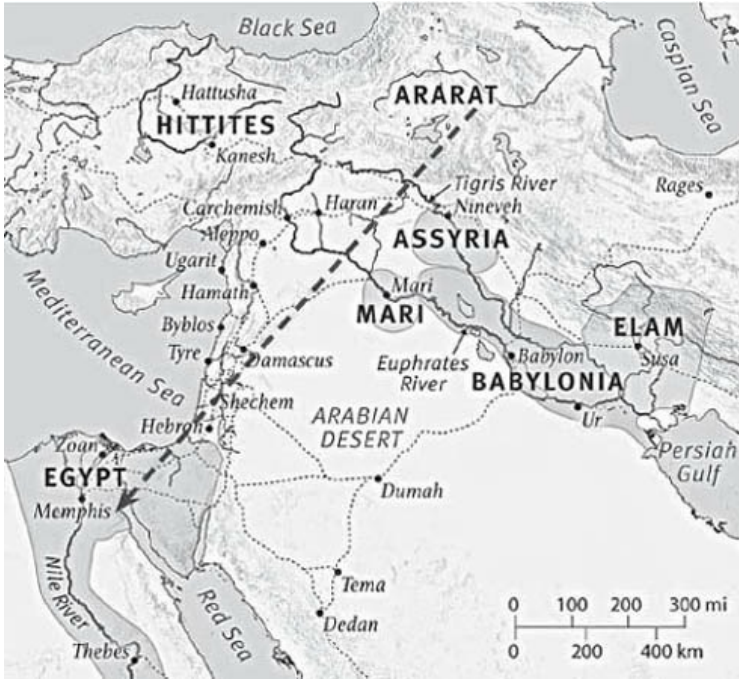 Black Sea
Caspian Sea
Hattusha
HITTITES
Kanesh
ARARAT
Tigris River
Nineveh
Rages
Carchemish
Haran
Aleppo
ASSYRIA
Ugarit
Hamath
Mari
MARI
Mediterranean Sea
Byblos
Tyre
Damascus
Euphrates
River
Babylon
BABYLONIA
ELAM
Susa
Shechem
Hebron
ARABIAN
DESERT
Ur
Persian
Gulf
Zoan
EGYPT
Memphis
Dumah
Nile River
Red Sea
Tema
Dedan
Thebes
0 100 200 300 mi
0 200 400 km